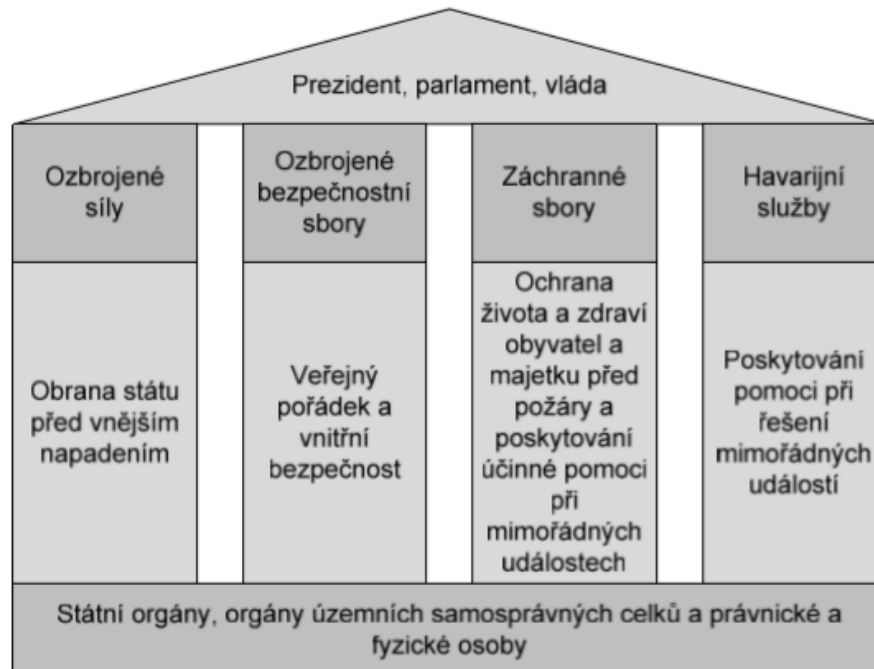 Prezident, parlament, vláda
Ozbrojené
síly
Ozbrojené
bezpečnostní
sbory
Záchranné
sbory
Havarijní
služby
Obrana státu
před vnějším
napadením
Veřejný
pořádek a
vnitřní
bezpečnost
Ochrana
života a zdraví
obyvatel a
majetku před
požáry a
poskytování
účinné pomoci
při
mimořádných
událostech
Poskytování
pomoci při
řešení
mimořádných
událostí
Státní orgány, orgány územních samosprávných celků a právnické a
fyzické osoby